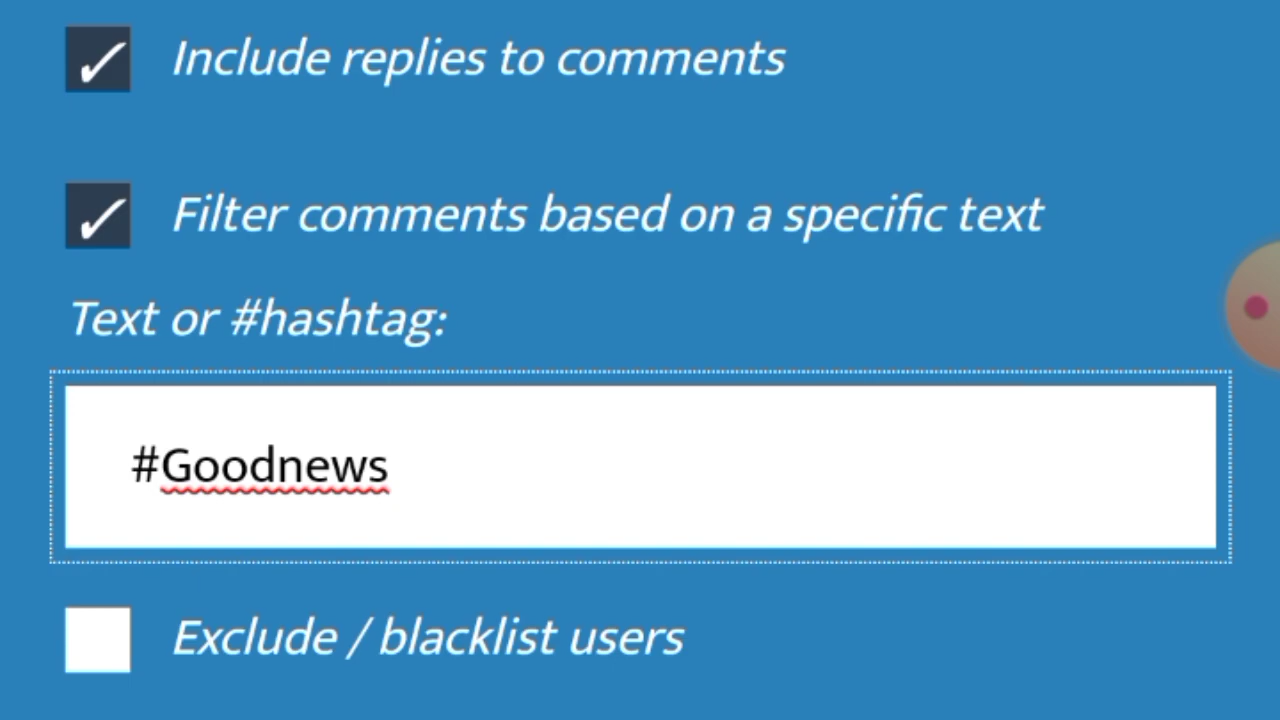 Include replies to comments
Filter comments based on a specific text
Text or #hashtag:
#Goodnews
Exclude / blacklist users